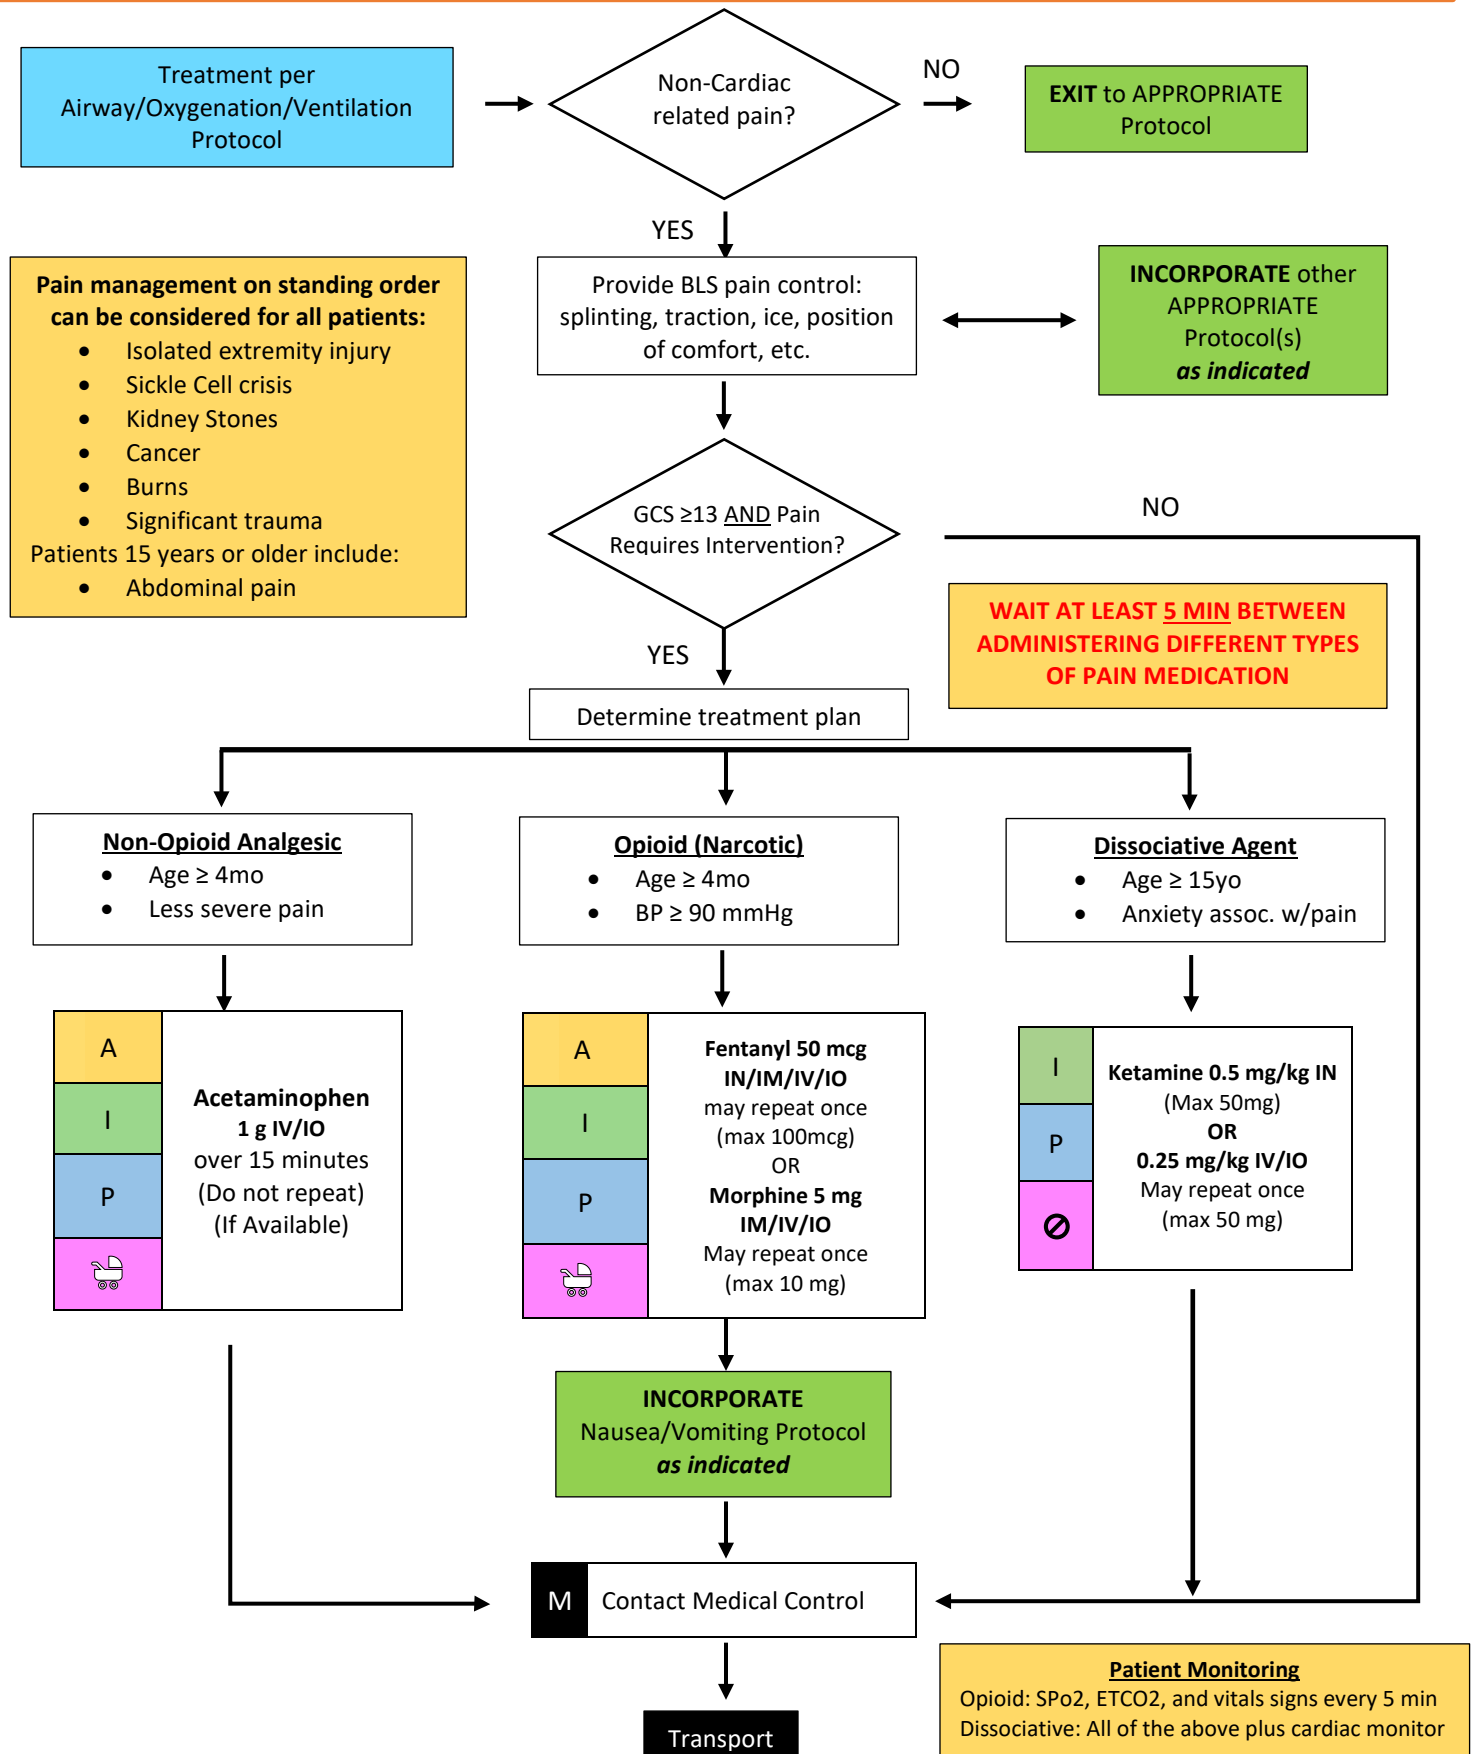 Treatment per
Airway/Oxygenation/Ventilation
Protocol
Non-Cardiac
related pain?
NO
EXIT to APPROPRIATE
Protocol
YES
Pain management on standing order
can be considered for all patients:
• Isolated extremity injury
• Sickle Cell crisis
• Kidney Stones
• Cancer
• Burns
• Significant trauma
Patients 15 years or older include:
• Abdominal pain
Provide BLS pain control:
splinting, traction, ice, position
of comfort, etc.
INCORPORATE other
APPROPRIATE
Protocol(s)
as indicated
GCS ≥13 AND Pain
Requires Intervention?
NO
WAIT AT LEAST 5 MIN BETWEEN
ADMINISTERING DIFFERENT TYPES
OF PAIN MEDICATION
YES
Determine treatment plan
Non-Opioid Analgesic
• Age ≥ 4mo
• Less severe pain
Opioid (Narcotic)
• Age ≥ 4mo
• BP ≥ 90 mmHg
Dissociative Agent
• Age ≥ 15yo
• Anxiety assoc. w/pain
A
I
P
Acetaminophen
1 g IV/IO
over 15 minutes
(Do not repeat)
(If Available)
A
I
P
Fentanyl 50 mcg
IN/IM/IV/IO
may repeat once
(max 100mcg)
OR
Morphine 5 mg
IM/IV/IO
May repeat once
(max 10 mg)
I
P
Ketamine 0.5 mg/kg IN
(Max 50mg)
OR
0.25 mg/kg IV/IO
May repeat once
(max 50 mg)
INCORPORATE
Nausea/Vomiting Protocol
as indicated
M Contact Medical Control
Patient Monitoring
Opioid: SPo2, ETCO2, and vitals signs every 5 min
Dissociative: All of the above plus cardiac monitor
Transport